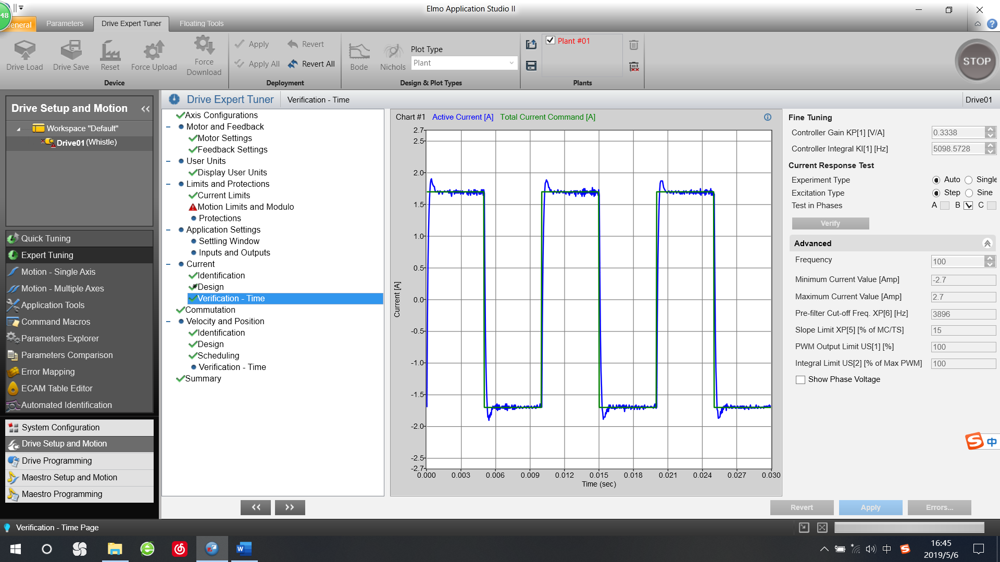 48
Elmo Application Studio II
General
Parameters
Drive Expert Tuner
Floating Tools
Drive Load
Drive Save
Reset
Force Upload
Force Download
Device
Apply
Revert
Apply All
Revert All
Deployment
Bode
Nichols
Plot Type
Plant
Design & Plot Types
Plant #01
Plants
STOP
Drive Setup and Motion
Workspace "Default"
Drive01 (Whistle)
Quick Tuning
Expert Tuning
Motion - Single Axis
Motion - Multiple Axes
Application Tools
Command Macros
Parameters Explorer
Parameters Comparison
Error Mapping
ECAM Table Editor
Automated Identification
System Configuration
Drive Setup and Motion
Drive Programming
Maestro Setup and Motion
Maestro Programming
Drive Expert Tuner
Verification - Time
Drive01
Axis Configurations
Motor and Feedback
Motor Settings
Feedback Settings
User Units
Display User Units
Limits and Protections
Current Limits
Motion Limits and Modulo
Protections
Application Settings
Settling Window
Inputs and Outputs
Current
Identification
Design
Verification - Time
Commutation
Velocity and Position
Identification
Design
Scheduling
Verification - Time
Summary
<<
>>
Chart #1 Active Current [A] Total Current Command [A]
2.7
2.5
2.0
1.5
1.0
0.5
0.0
-0.5
-1.0
-1.5
-2.0
-2.5
-2.7
Current [A]
0.000 0.003 0.006 0.009 0.012 0.015 0.018 0.021 0.024 0.027 0.030
Time (sec)
Fine Tuning
Controller Gain KP[1] [V/A] 0.3338
Controller Integral KI[1] [Hz] 5098.5728
Current Response Test
Experiment Type Auto Single
Excitation Type Step Sine
Test in Phases A B C
Verify
Advanced
Frequency 100
Minimum Current Value [Amp] -2.7
Maximum Current Value [Amp] 2.7
Pre-filter Cut-off Freq. XP[6] [Hz] 3896
Slope Limit XP[5] [% of MC/TS] 15
PWM Output Limit US[1] [%] 100
Integral Limit US[2] [% of Max PWM] 100
Show Phase Voltage
中
Revert
Apply
Errors...
Verification - Time Page
中
16:45
2019/5/6